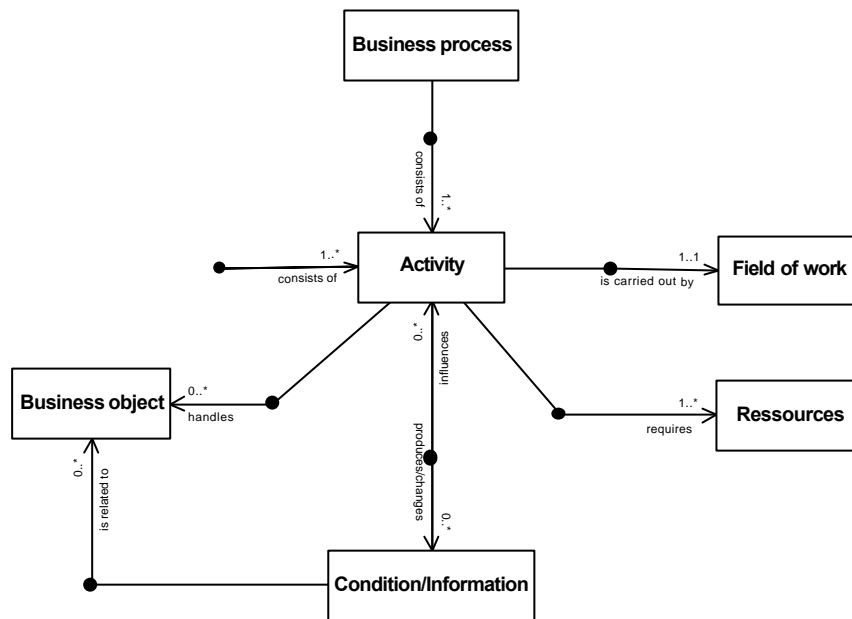 Business process
consists of
1..*
1..*
consists of
Activity
1..1
is carried out by
Field of work
0..*
influences
0..*
handles
Business object
1..*
requires
Ressources
produces/changes
0..*
0..*
is related to
Condition/Information